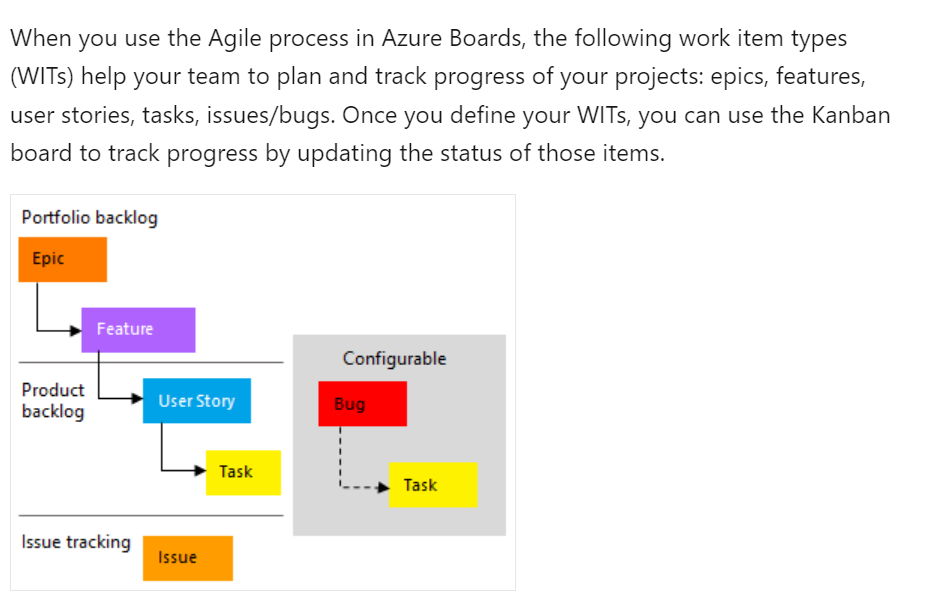 When you use the Agile process in Azure Boards, the following work item types
(WITs) help your team to plan and track progress of your projects: epics, features,
user stories, tasks, issues/bugs. Once you define your WITs, you can use the Kanban
board to track progress by updating the status of those items.
Portfolio backlog
Epic
Feature
Product
backlog
User Story
Task
Configurable
Bug
Task
Issue tracking
Issue